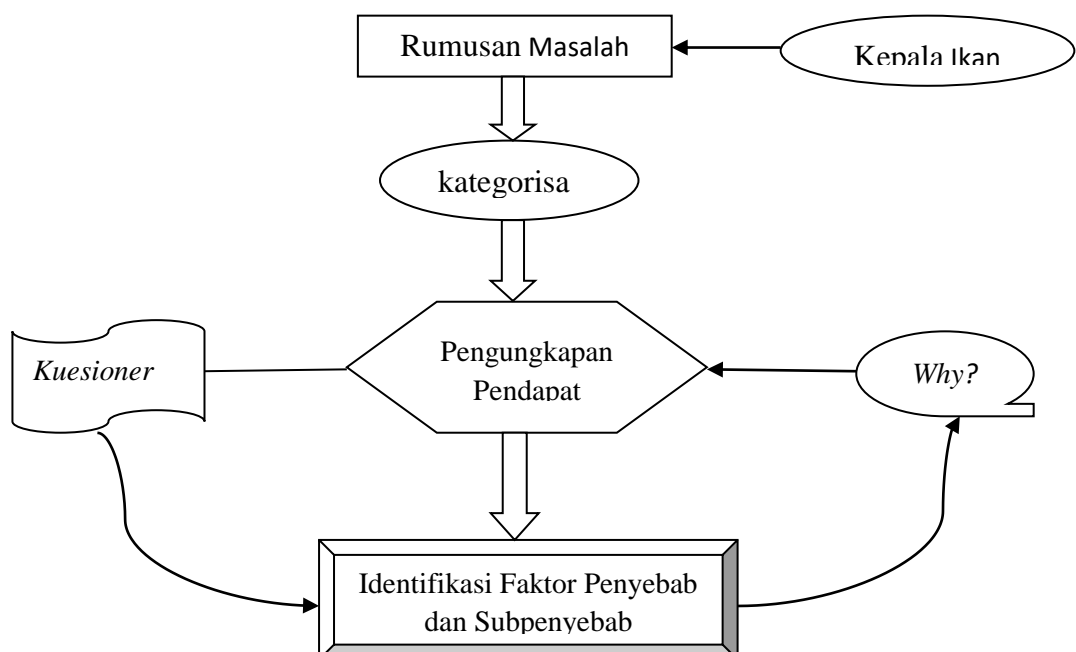 Rumusan Masalah
Kepala Ikan
kategorisa
Pengungkapan
Pendapat
Kuesioner
Why?
Identifikasi Faktor Penyebab
dan Subpenyebab